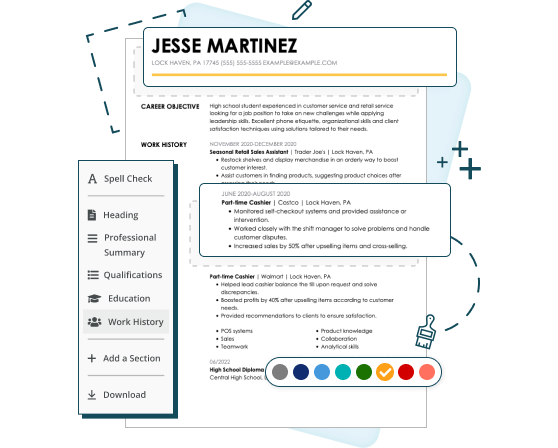 JESSE MARTINEZ
LOCK HAVEN, PA 17745 (555) 555-5555 EXAMPLE@EXAMPLE.COM
CAREER OBJECTIVE
High school student experienced in customer service and retail service
looking for a job position to take on new challenges while applying
leadership skills. Excellent phone etiquette, organizational skills and client
satisfaction techniques using solutions tailored to their needs.
WORK HISTORY
NOVEMBER 2020-DECEMBER 2020
Seasonal Retail Sales Assistant | Trader Joe's | Lock Haven, PA
• Restock shelves and display merchandise in an orderly way to boost
customer interest.
• Assist customers in finding products, suggesting product choices after
JUNE 2020-AUGUST 2020
Part-time Cashier | Costco | Lock Haven, PA
• Monitored self-checkout systems and provided assistance or
intervention.
• Worked closely with the shift manager to solve problems and handle
customer disputes.
• Increased sales by 50% after upselling items and cross-selling.
Part-time Cashier | Walmart | Lock Haven, PA
• Helped lead cashier balance the till upon request and solve
discrepancies.
• Boosted profits by 40% after upselling items according to customer
needs.
• Provided recommendations to clients to ensure satisfaction.
• POS systems
• Sales
• Teamwork
• Product knowledge
• Collaboration
• Analytical skills
06/2022
High School Diploma
Central High School,
A Spell Check
Heading
Professional
Summary
Qualifications
Education
Work History
Add a Section
Download